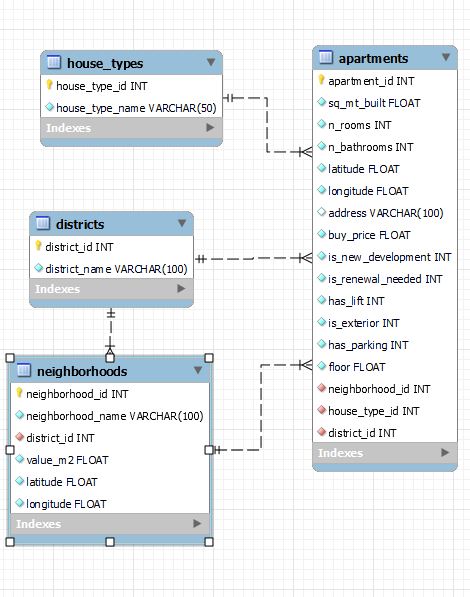 house_types
house_type_id INT
house_type_name VARCHAR(50)
Indexes
districts
district_id INT
district_name VARCHAR(100)
Indexes
neighborhoods
neighborhood_id INT
neighborhood_name VARCHAR(100)
district_id INT
value_m2 FLOAT
latitude FLOAT
longitude FLOAT
Indexes
apartments
apartment_id INT
sq_mt_built FLOAT
n_rooms INT
n_bathrooms INT
latitude FLOAT
longitude FLOAT
address VARCHAR(100)
buy_price FLOAT
is_new_development INT
is_renewal_needed INT
has_lift INT
is_exterior INT
has_parking INT
floor FLOAT
neighborhood_id INT
house_type_id INT
district_id INT
Indexes